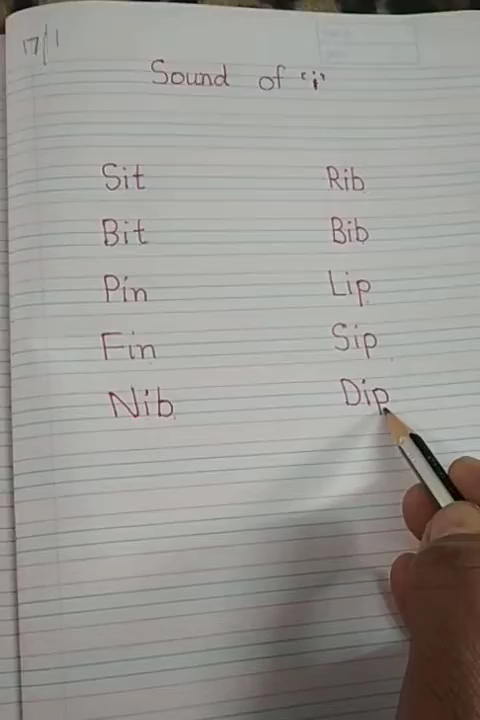 17/1
Sound of 'i'
Sit Rib
Bit Bib
Pin Lip
Fin Sip
Nib Dip